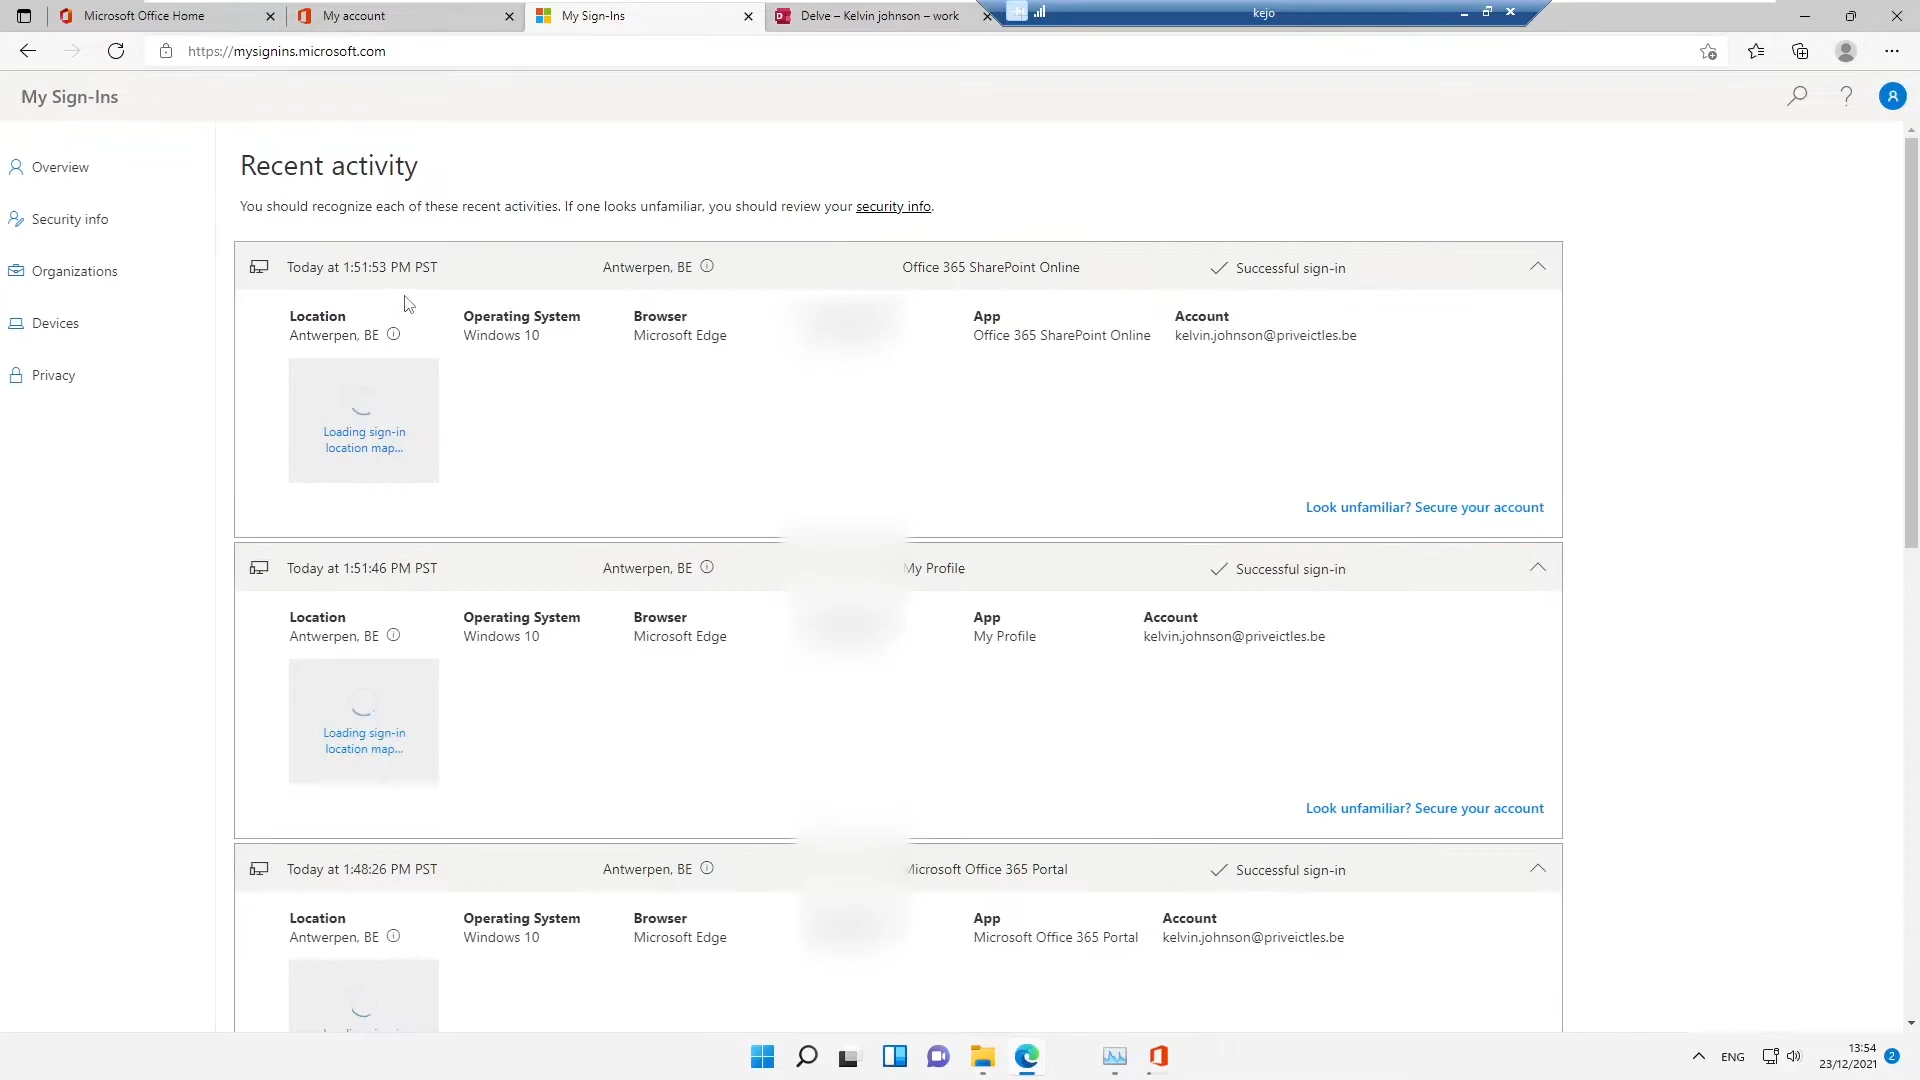 Microsoft Office Home
My account
My Sign-Ins
Delve – Kelvin johnson – work
kejo
https://mysignins.microsoft.com
My Sign-Ins
Overview
Security info
Organizations
Devices
Privacy
Recent activity
You should recognize each of these recent activities. If one looks unfamiliar, you should review your security info.
Today at 1:51:53 PM PST Antwerpen, BE Office 365 SharePoint Online Successful sign-in
Location Operating System Browser App Account
Antwerpen, BE Windows 10 Microsoft Edge Office 365 SharePoint Online kelvin.johnson@priveictles.be
Loading sign-in
location map...
Look unfamiliar? Secure your account
Today at 1:51:46 PM PST Antwerpen, BE My Profile Successful sign-in
Location Operating System Browser App Account
Antwerpen, BE Windows 10 Microsoft Edge My Profile kelvin.johnson@priveictles.be
Loading sign-in
location map...
Look unfamiliar? Secure your account
Today at 1:48:26 PM PST Antwerpen, BE Microsoft Office 365 Portal Successful sign-in
Location Operating System Browser App Account
Antwerpen, BE Windows 10 Microsoft Edge Microsoft Office 365 Portal kelvin.johnson@priveictles.be
ENG
13:54
23/12/2021
2